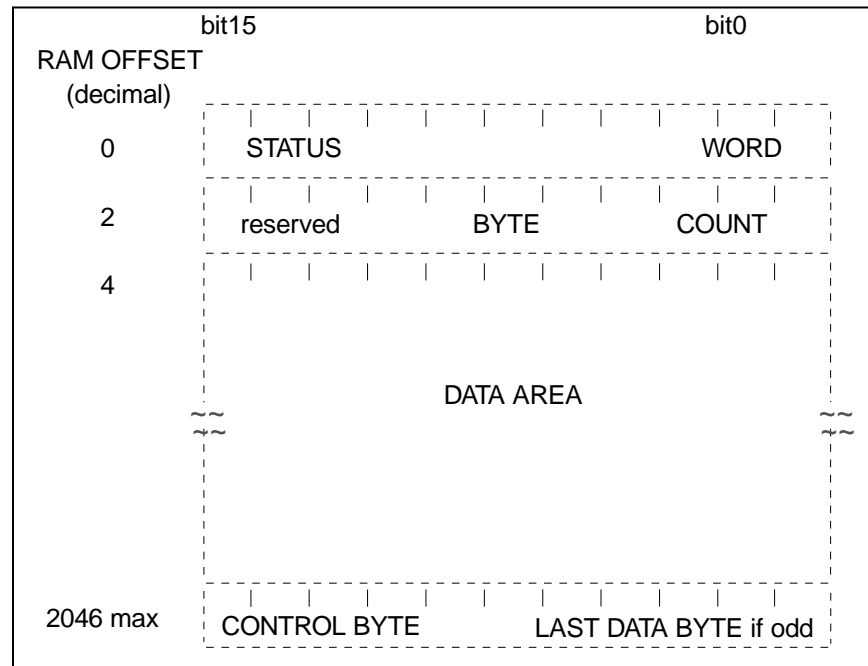 bit15 bit0
RAM OFFSET
(decimal)
0 STATUS WORD
2 reserved BYTE COUNT
4
DATA AREA
2046 max CONTROL BYTE LAST DATA BYTE if odd